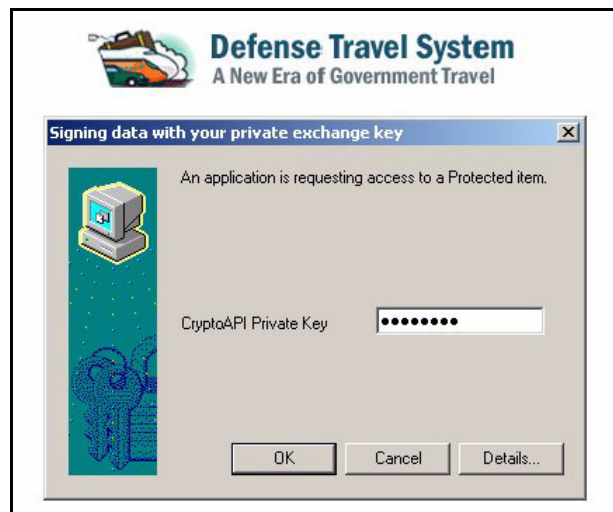 Defense Travel System
A New Era of Government Travel
Signing data with your private exchange key
An application is requesting access to a Protected item.
CryptoAPI Private Key ●●●●●●●●
OK Cancel Details...